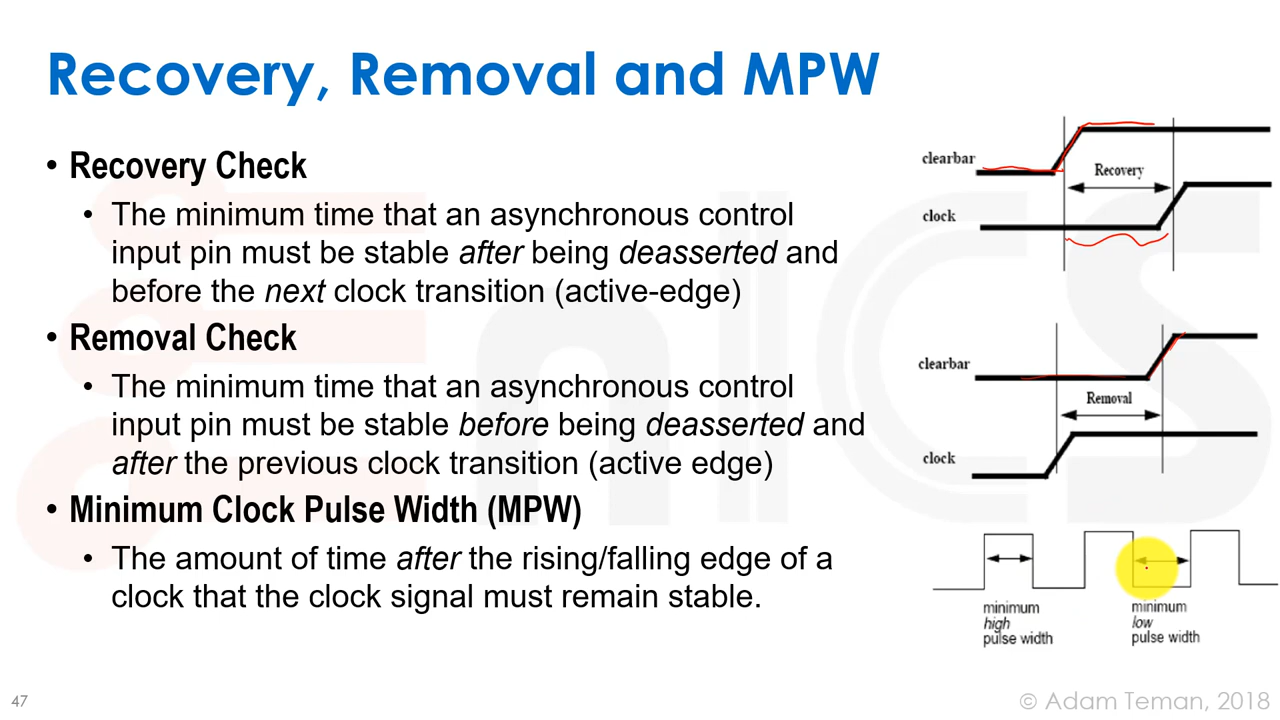 Recovery, Removal and MPW
• Recovery Check
• The minimum time that an asynchronous control
input pin must be stable after being deasserted and
before the next clock transition (active-edge)
• Removal Check
• The minimum time that an asynchronous control
input pin must be stable before being deasserted and
after the previous clock transition (active edge)
• Minimum Clock Pulse Width (MPW)
• The amount of time after the rising/falling edge of a
clock that the clock signal must remain stable.
clearbar
Recovery
clock
clearbar
Removal
clock
minimum
high
pulse width
minimum
low
pulse width
47
© Adam Teman, 2018
enICS